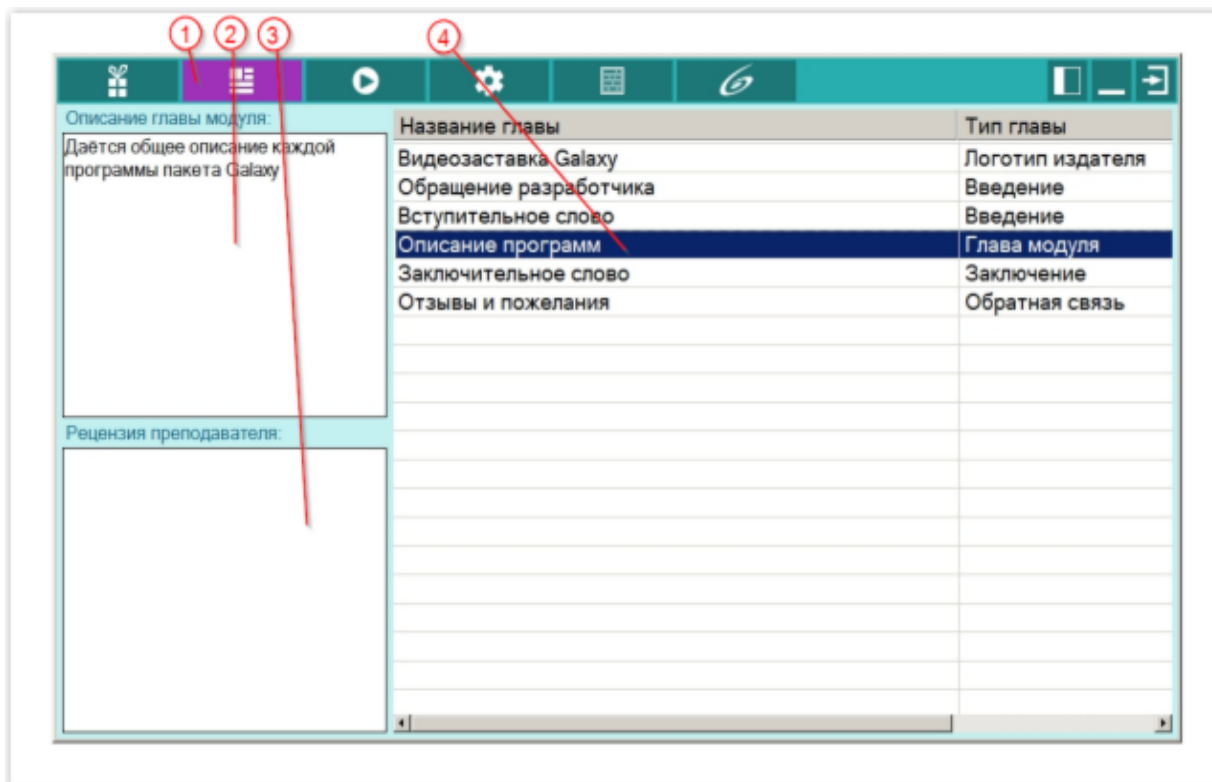 1 2 3 4
Описание главы модуля:
Даётся общее описание каждой
программы пакета Galaxy
Рецензия преподавателя:
Название главы Тип главы
Видеозаставка Galaxy Логотип издателя
Обращение разработчика Введение
Вступительное слово Введение
Описание программ Глава модуля
Заключительное слово Заключение
Отзывы и пожелания Обратная связь